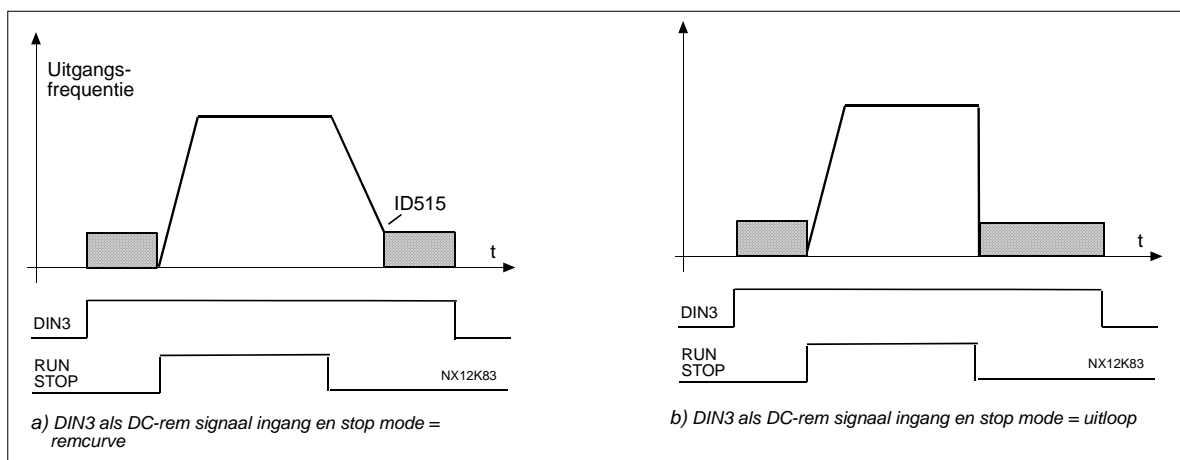 Uitgangs-
frequentie
ID515
t
DIN3
RUN
STOP
NX12K83
a) DIN3 als DC-rem signaal ingang en stop mode =
remcurve
t
DIN3
RUN
STOP
NX12K83
b) DIN3 als DC-rem signaal ingang en stop mode = uitloop